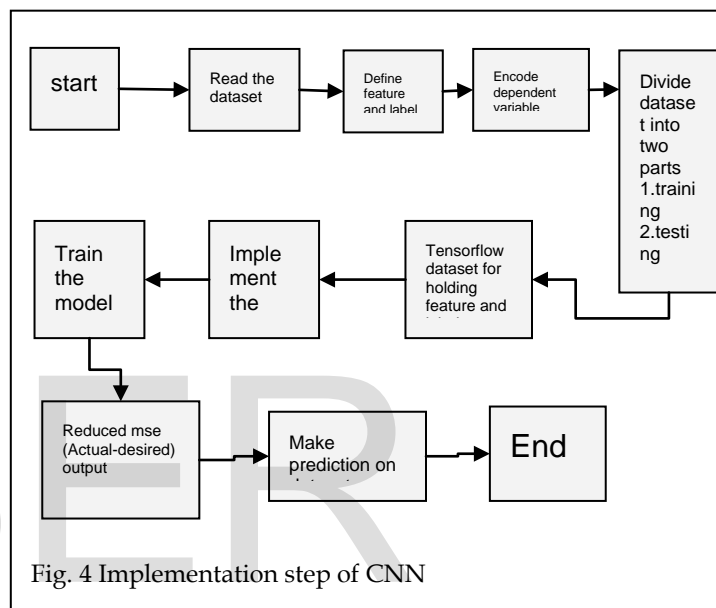 start
Read the
dataset
Define
feature and label
Encode
dependent
variable
Divide
datase
t into
two
parts
1.traini
ng
2.testi
ng
Tensorflow
dataset for
holding
feature and
Imple
ment
the
Train
the
model
Reduced mse
(Actual-desired)
output
Make
prediction on
End
ER
Fig. 4 Implementation step of CNN